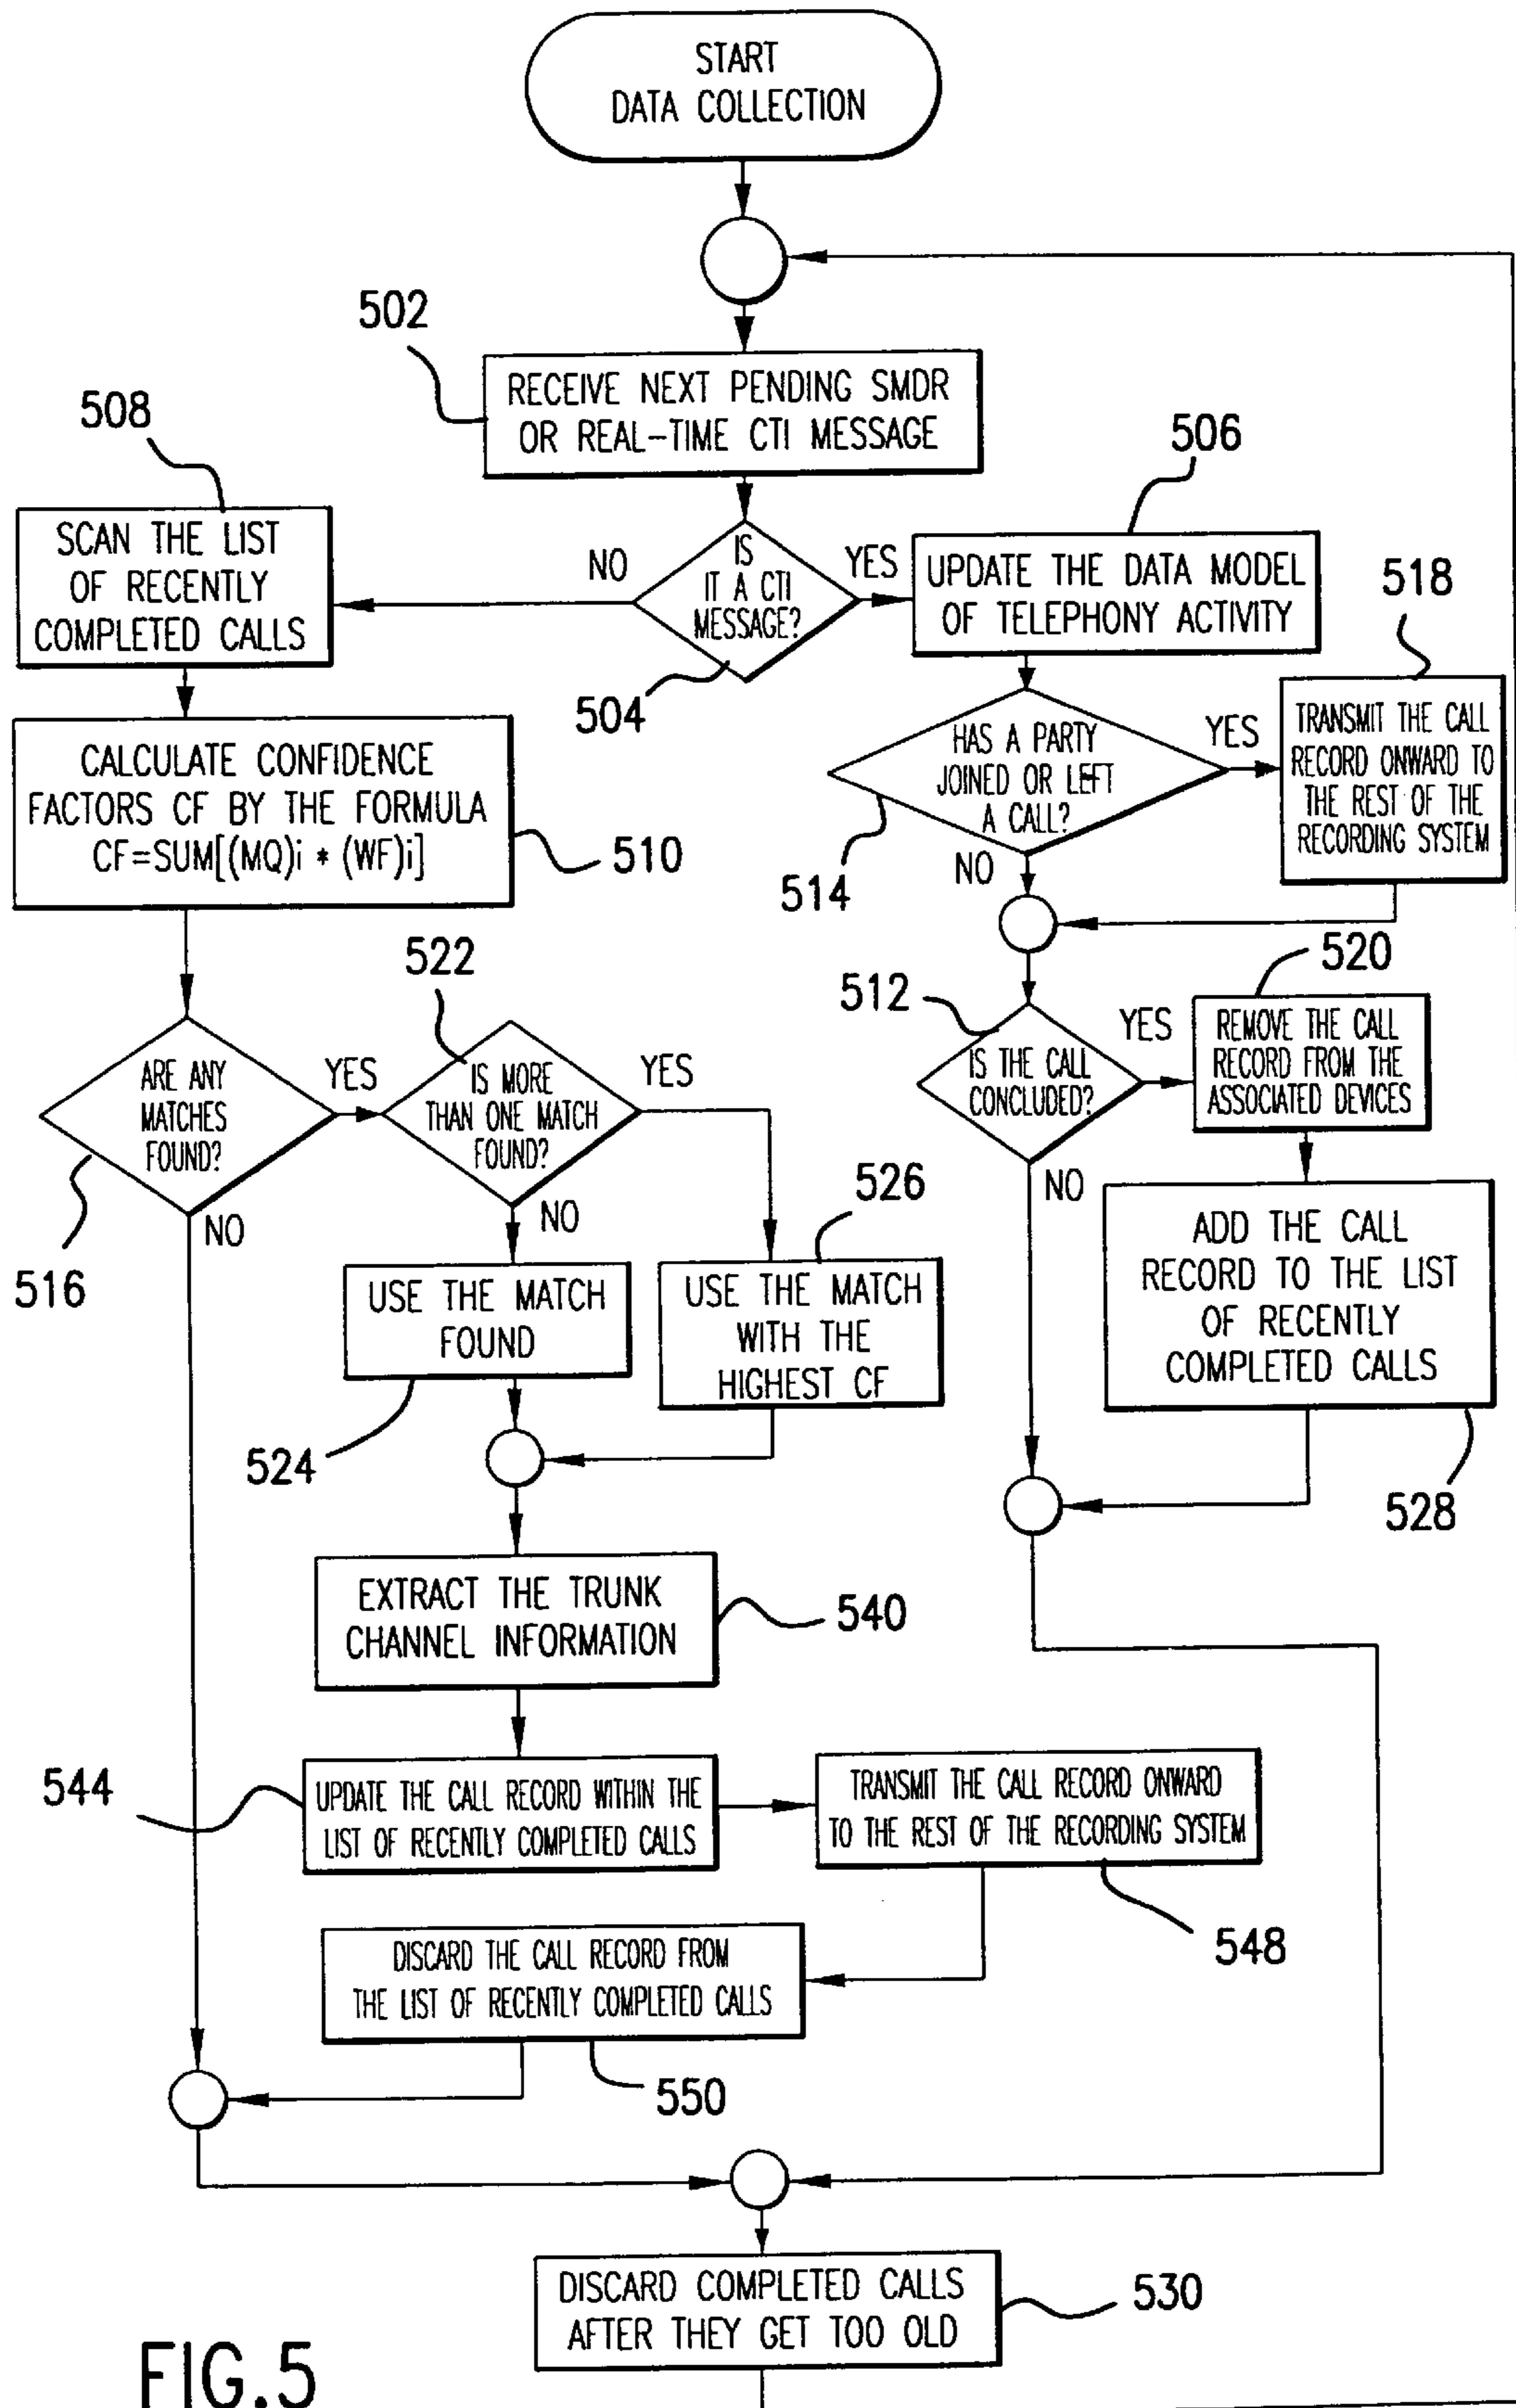 START
DATA COLLECTION
502
RECEIVE NEXT PENDING SMDR
OR REAL-TIME CTI MESSAGE
508
SCAN THE LIST
OF RECENTLY
COMPLETED CALLS
NO
IS
IT A CTI
MESSAGE?
YES
504
506
UPDATE THE DATA MODEL
OF TELEPHONY ACTIVITY
518
TRANSMIT THE CALL
RECORD ONWARD TO
THE REST OF THE
RECORDING SYSTEM
HAS A PARTY
JOINED OR LEFT
A CALL?
YES
NO
514
CALCULATE CONFIDENCE
FACTORS CF BY THE FORMULA
CF=SUM[(MQ)i * (WF)i]
510
522
512
520
ARE ANY
MATCHES
FOUND?
YES
NO
516
IS MORE
THAN ONE MATCH
FOUND?
YES
NO
IS THE CALL
CONCLUDED?
YES
NO
REMOVE THE CALL
RECORD FROM THE
ASSOCIATED DEVICES
526
USE THE MATCH
FOUND
524
USE THE MATCH
WITH THE
HIGHEST CF
ADD THE CALL
RECORD TO THE LIST
OF RECENTLY
COMPLETED CALLS
528
EXTRACT THE TRUNK
CHANNEL INFORMATION
540
544
UPDATE THE CALL RECORD WITHIN THE
LIST OF RECENTLY COMPLETED CALLS
TRANSMIT THE CALL RECORD ONWARD
TO THE REST OF THE RECORDING SYSTEM
548
DISCARD THE CALL RECORD FROM
THE LIST OF RECENTLY COMPLETED CALLS
550
DISCARD COMPLETED CALLS
AFTER THEY GET TOO OLD
530
FIG.5